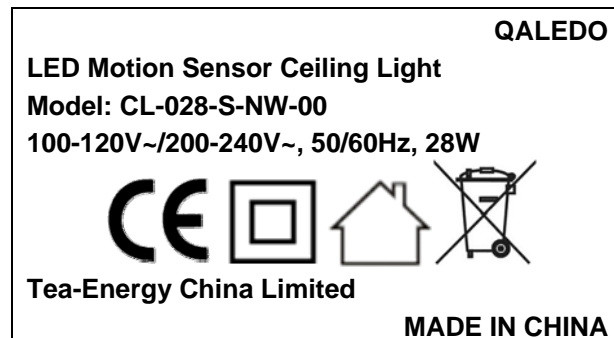 QALEDO
LED Motion Sensor Ceiling Light
Model: CL-028-S-NW-00
100-120V~/200-240V~, 50/60Hz, 28W
CE
Tea-Energy China Limited
MADE IN CHINA